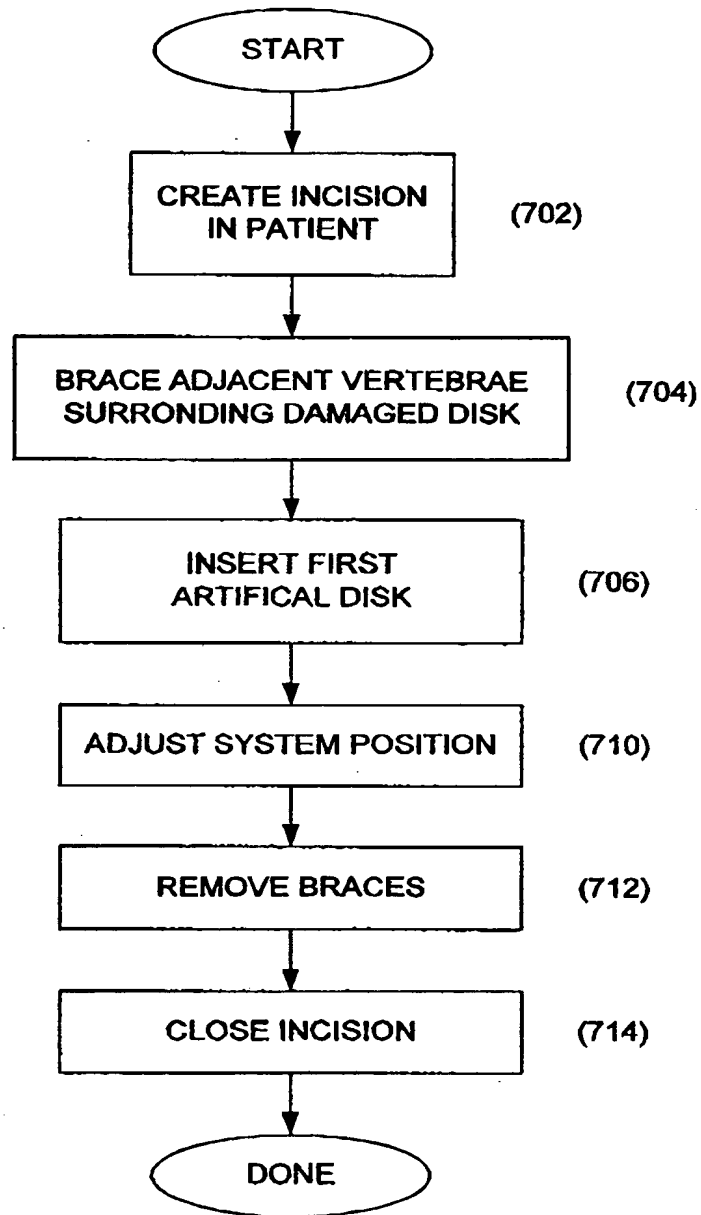 START
CREATE INCISION
IN PATIENT
(702)
BRACE ADJACENT VERTEBRAE
SURRONDING DAMAGED DISK
(704)
INSERT FIRST
ARTIFICAL DISK
(706)
ADJUST SYSTEM POSITION
(710)
REMOVE BRACES
(712)
CLOSE INCISION
(714)
DONE